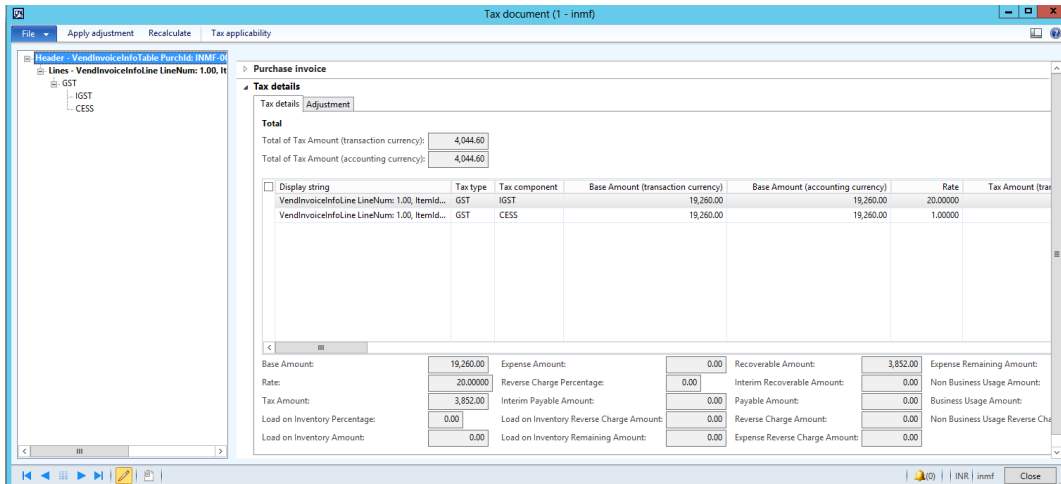 Tax document (1 - inmf)
File Apply adjustment Recalculate Tax applicability
Header - VendInvoiceInfoTable PurchId: INMF-00
Lines - VendInvoiceInfoLine LineNum: 1.00, It
GST
IGST
CESS
Purchase invoice
Tax details
Tax details Adjustment
Total
Total of Tax Amount (transaction currency): 4,044.60
Total of Tax Amount (accounting currency): 4,044.60
Display string Tax type Tax component Base Amount (transaction currency) Base Amount (accounting currency) Rate Tax Amount (tra
VendInvoiceInfoLine LineNum: 1.00, ItemId... GST IGST 19,260.00 19,260.00 20.00000
VendInvoiceInfoLine LineNum: 1.00, ItemId... GST CESS 19,260.00 19,260.00 1.00000
Base Amount: 19,260.00 Expense Amount: 0.00 Recoverable Amount: 3,852.00 Expense Remaining Amount:
Rate: 20.00000 Reverse Charge Percentage: 0.00 Interim Recoverable Amount: 0.00 Non Business Usage Amount:
Tax Amount: 3,852.00 Interim Payable Amount: 0.00 Payable Amount: 0.00 Business Usage Amount:
Load on Inventory Percentage: 0.00 Load on Inventory Reverse Charge Amount: 0.00 Reverse Charge Amount: 0.00 Non Business Usage Reverse Cha
Load on Inventory Amount: 0.00 Load on Inventory Remaining Amount: 0.00 Expense Reverse Charge Amount: 0.00
(0) INR inmf Close